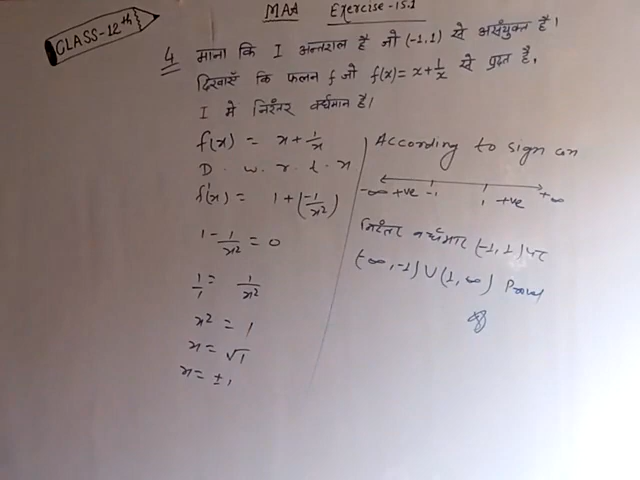 MAA Exercise-15.1
CLASS-12th
4 माना कि I अन्तराल है जो (-1,1) से असंयुक्त है।
दिखाएँ कि फलन f जो f(x) = x + 1/x से प्रदत्त है,
I मे निरंतर वर्धमान है।
f(x) = x + 1/x
D. w. r. t. x
f'(x) = 1 + (-1/x²)
1 - 1/x² = 0
1/1 = 1/x²
x² = 1
x = √1
x = ±1
According to sign con
-∞ +ve -1 1 +ve +∞
निरंतर वर्धमान (-1,1) पर
(-∞,-1) ∪ (1,∞) Proved